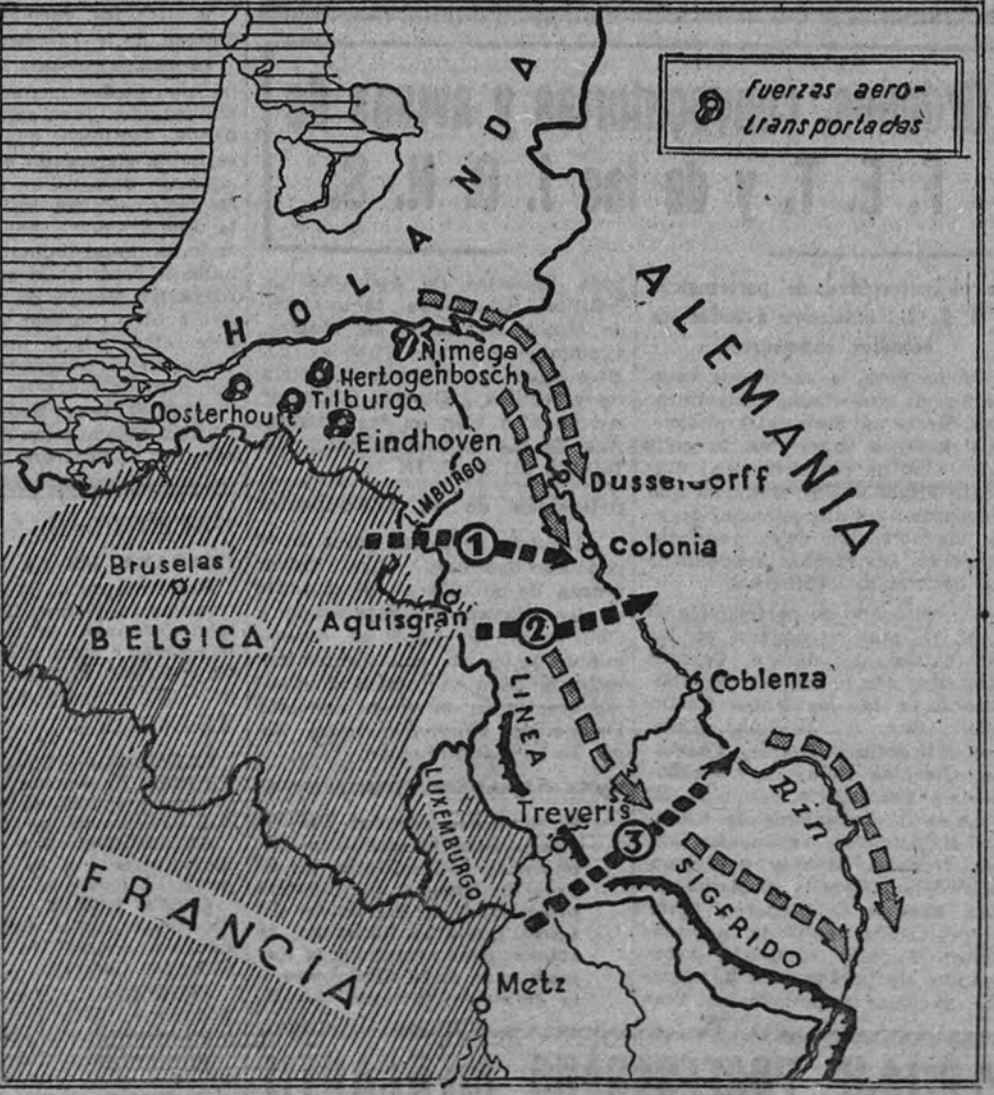 Fuerzas aero-
transportadas
HOLANDA
ALEMANIA
Nimega
Hertogenbosch
Tilburgo
Oosterhout
Eindhoven
LIMBURGO
Dusseldorff
1
Colonia
Bruselas
Aquisgran
BELGICA
2
Coblenza
LINEA
LUXEMBURGO
Treveris
3
Rin
SIGFRIDO
FRANCIA
Metz